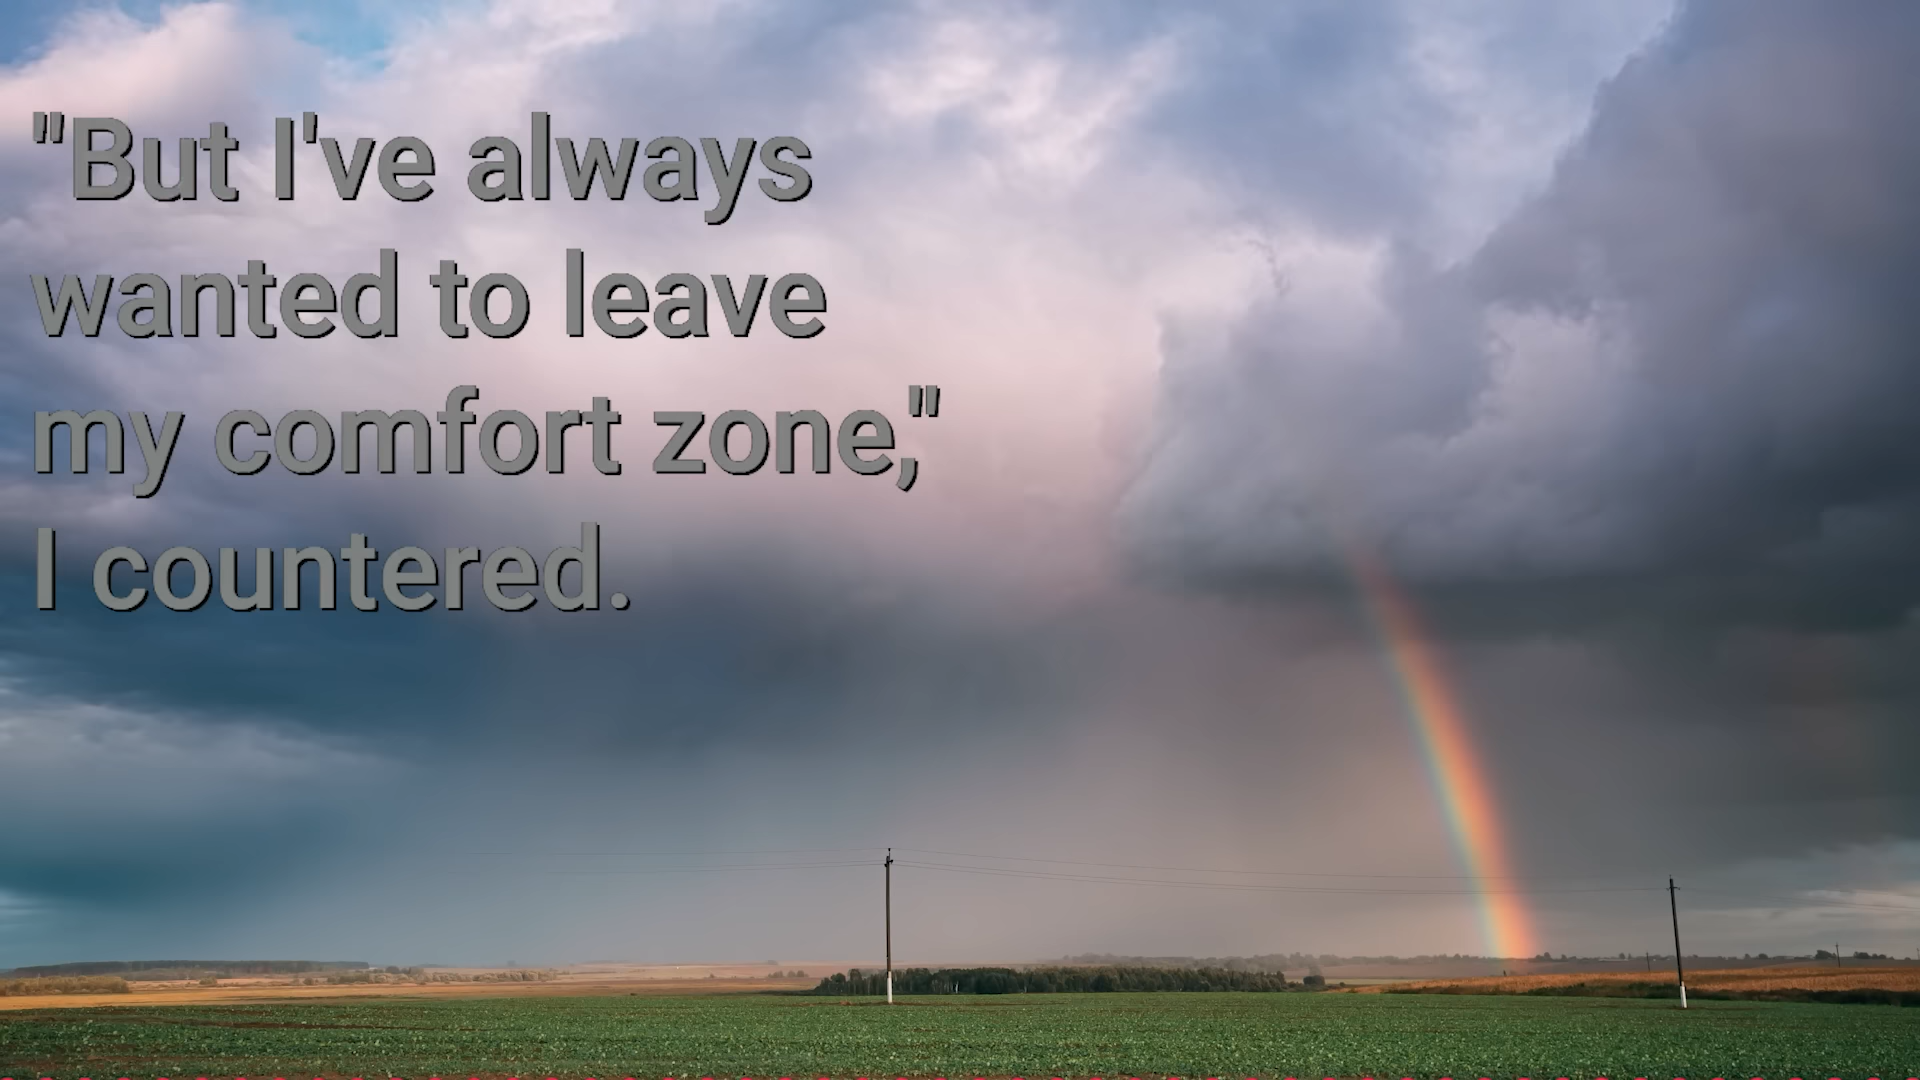 "But I've always
wanted to leave
my comfort zone,"
I countered.